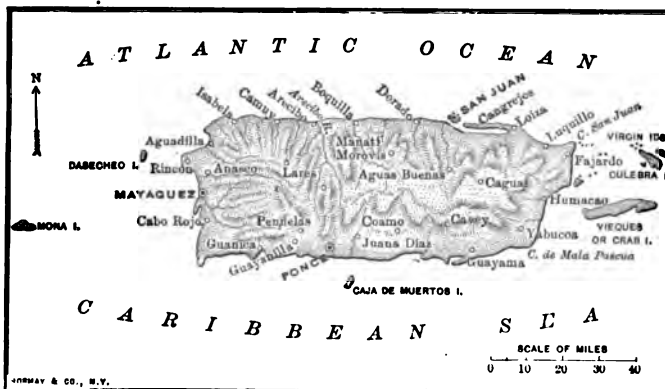 ATLANTIC OCEAN
N
Isabela
Camuy
Arecibo
Arecibo R.
Boquilla
Dorado
SAN JUAN
Cangrejos
Loiza
Luquillo
C. San Juan
VIRGIN IDS
Aguadilla
DASECHEO I.
Rincón
Anasco
Lares
Manati
Morovis
Aguas Buenas
Caguas
Fajardo
CULEBRA I
MAYAGUEZ
Humacao
MONA I.
Cabo Rojo
Penuelas
Coamo
Cayey
Yabucoa
VIEQUES
OR CRAB I.
Guanica
Guayanilla
PONCE
Juana Diaz
Guayama
C. de Mala Pascua
CAJA DE MUERTOS I.
CARIBBEAN SEA
SCALE OF MILES
0 5 10 20 30 40
& CO., N.Y.